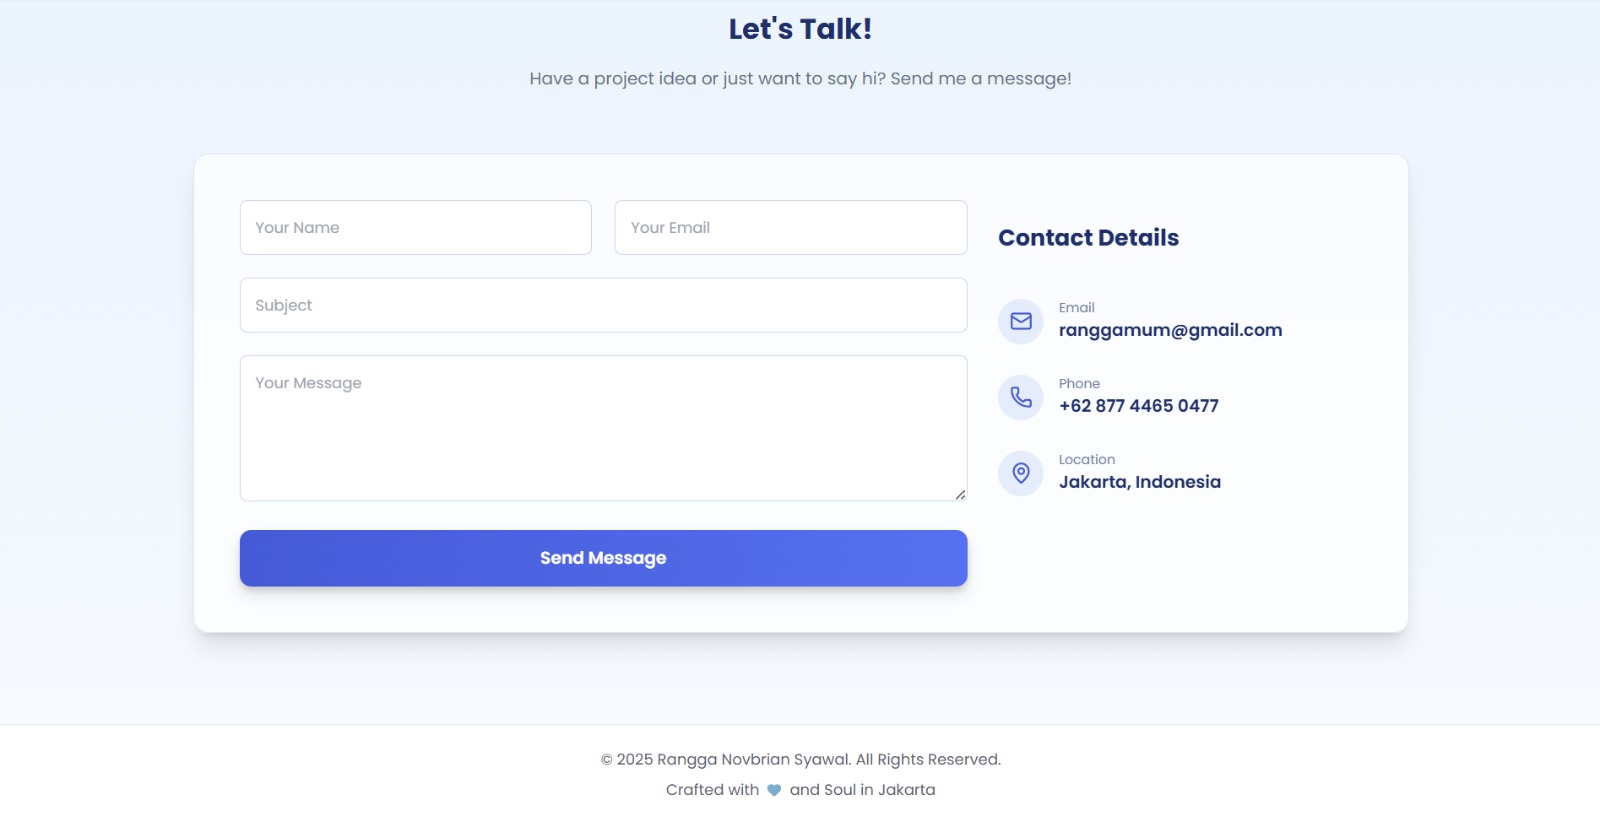 Let's Talk!
Have a project idea or just want to say hi? Send me a message!
Your Name
Your Email
Subject
Your Message
Send Message
Contact Details
Email
ranggamum@gmail.com
Phone
+62 877 4465 0477
Location
Jakarta, Indonesia
© 2025 Rangga Novbrian Syawal. All Rights Reserved.
Crafted with 💙 and Soul in Jakarta